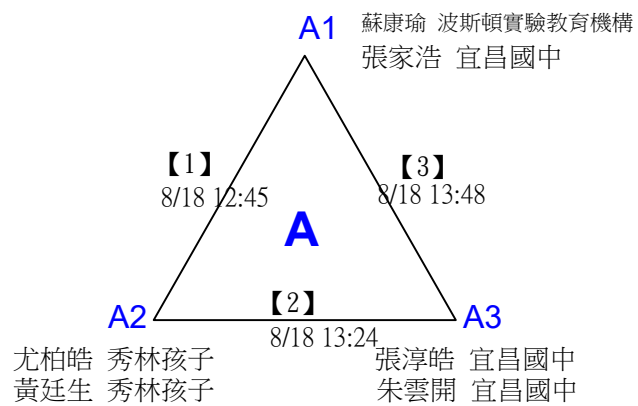 A1
蘇康瑜 波斯頓實驗教育機構
張家浩 宜昌國中
【1】
8/18 12:45
【3】
8/18 13:48
A
【2】
8/18 13:24
A2
尤柏皓 秀林孩子
黃廷生 秀林孩子
A3
張淳皓 宜昌國中
朱雲開 宜昌國中